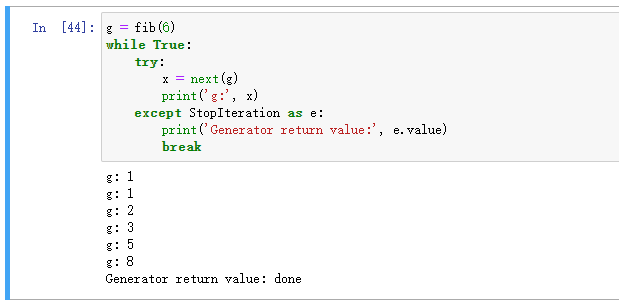 In [44]: g = fib(6)
while True:
    try:
        x = next(g)
        print('g:', x)
    except StopIteration as e:
        print('Generator return value:', e.value)
        break
g: 1
g: 1
g: 2
g: 3
g: 5
g: 8
Generator return value: done